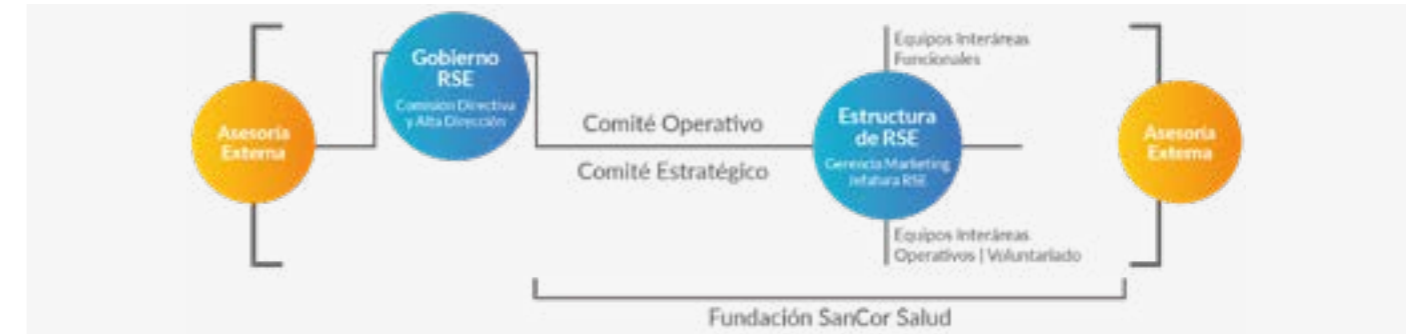 Asesoría
Externa
Gobierno
RSE
Comisión Directiva
y Alta Dirección
Comité Operativo
Comité Estratégico
Equipos Interáreas
Funcionales
Estructura
de RSE
Gerencia Marketing
Jefatura RSE
Equipos Interáreas
Operativos | Voluntariado
Asesoría
Externa
Fundación SanCor Salud